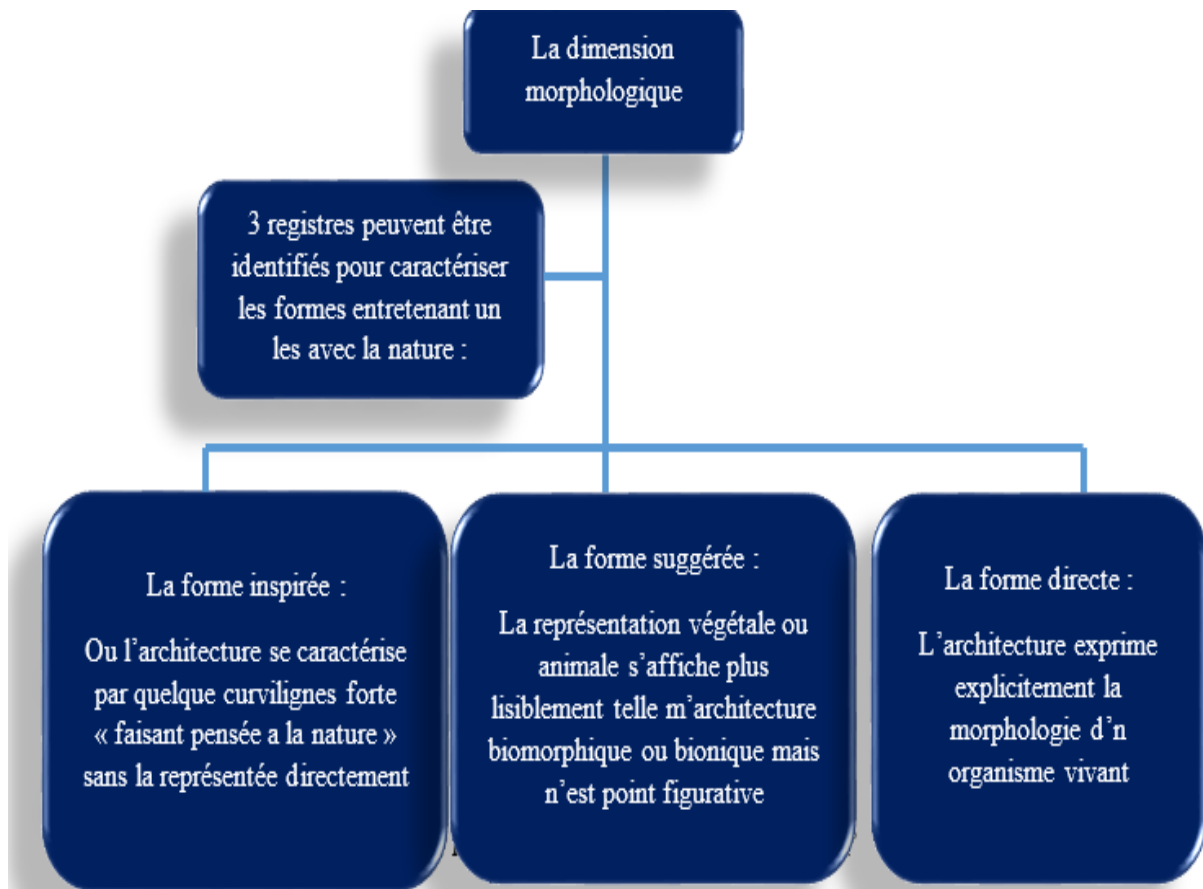 La dimension
morphologique
3 registres peuvent être
identifiés pour caractériser
les formes entretenant un
les avec la nature :
La forme inspirée :
Ou l’architecture se caractérise
par quelque curvilignes forte
« faisant pensée a la nature »
sans la représentée directement
La forme suggérée :
La représentation végétale ou
animale s’affiche plus
lisiblement telle m’architecture
biomorphique ou bionique mais
n’est point figurative
La forme directe :
L’architecture exprime
explicitement la
morphologie d’n
organisme vivant